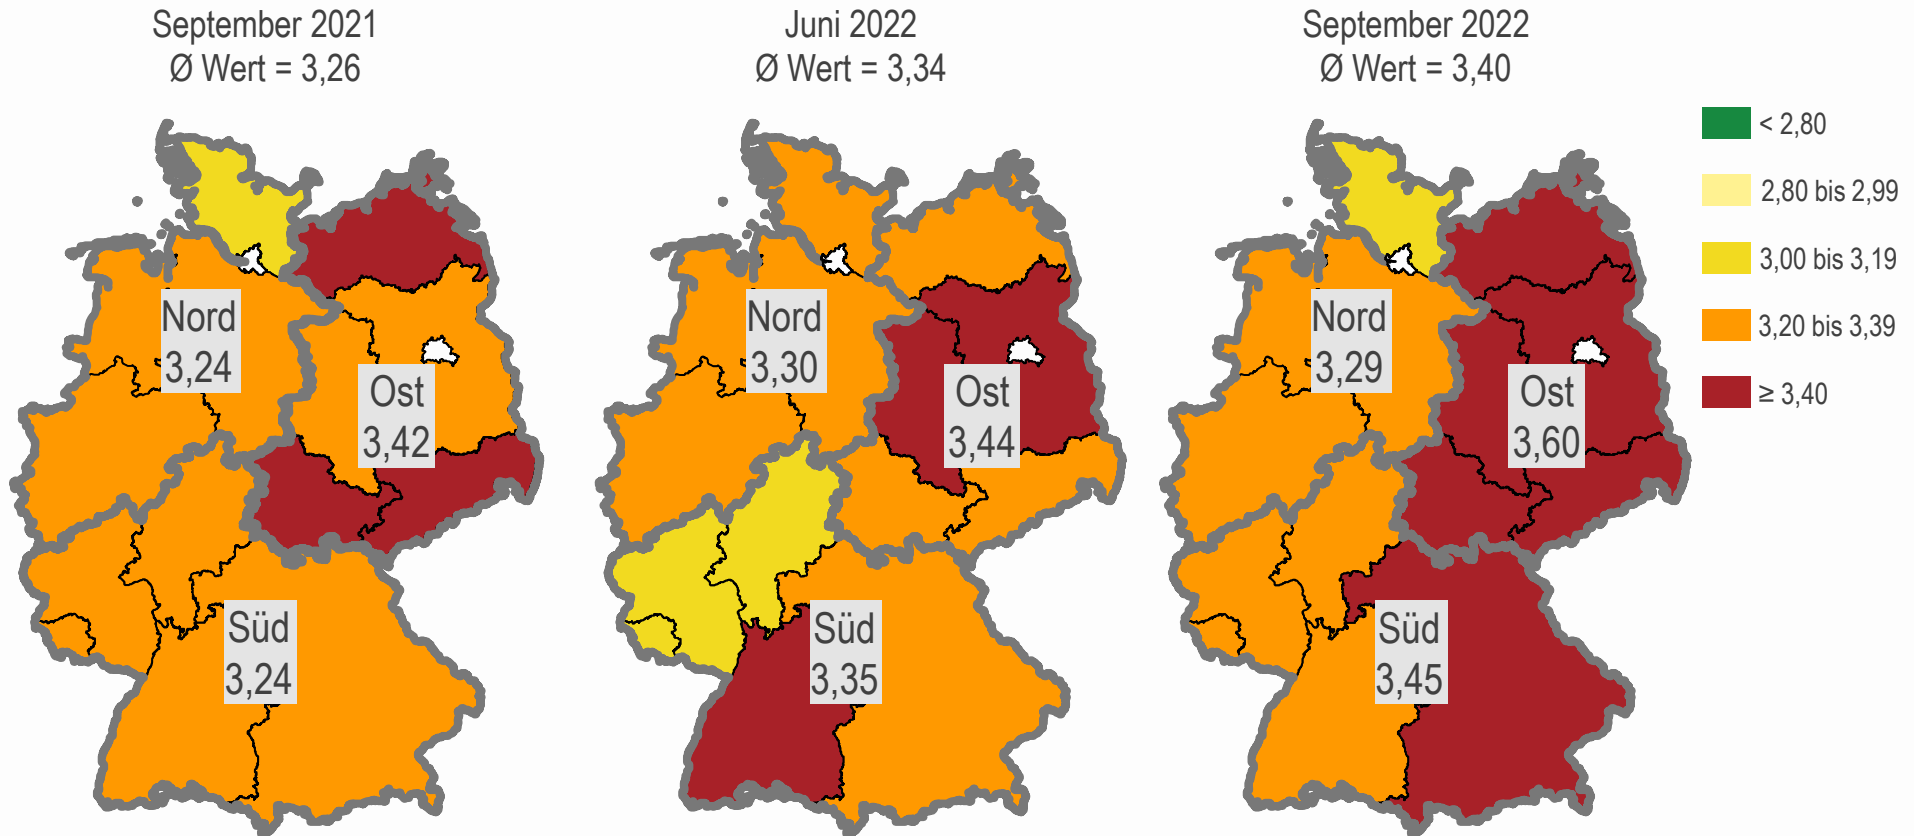 September 2021
Ø Wert = 3,26
Juni 2022
Ø Wert = 3,34
September 2022
Ø Wert = 3,40
Nord
3,24
Ost
3,42
Süd
3,24
Nord
3,30
Ost
3,44
Süd
3,35
Nord
3,29
Ost
3,60
Süd
3,45
< 2,80
2,80 bis 2,99
3,00 bis 3,19
3,20 bis 3,39
≥ 3,40